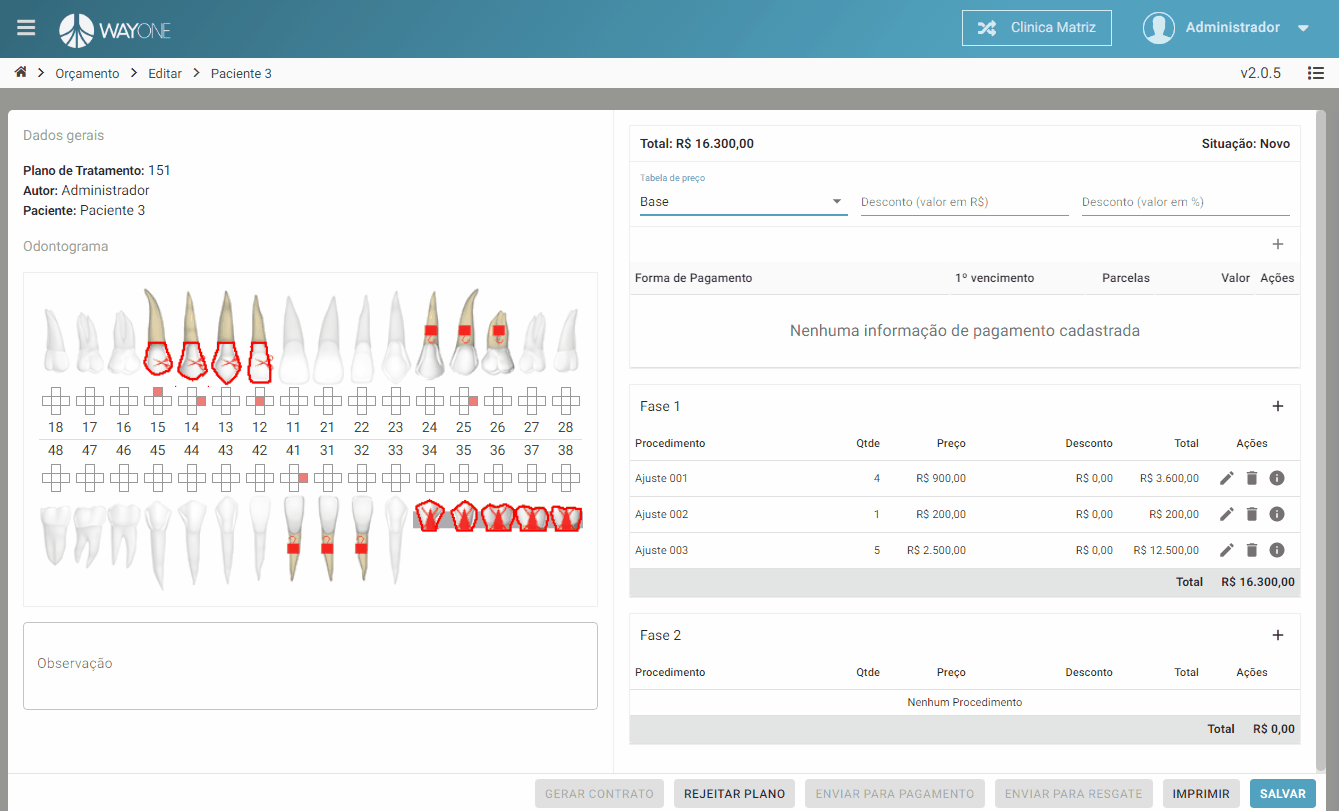 WAYONE
Clinica Matriz
Administrador
Orçamento
Editar
Paciente 3
v2.0.5
Dados gerais
Plano de Tratamento: 151
Autor: Administrador
Paciente: Paciente 3
Odontograma
18 17 16 15 14 13 12 11 21 22 23 24 25 26 27 28
48 47 46 45 44 43 42 41 31 32 33 34 35 36 37 38
Observação
Total: R$ 16.300,00
Situação: Novo
Tabela de preço
Base
Desconto (valor em R$)
Desconto (valor em %)
Forma de Pagamento 1º vencimento Parcelas Valor Ações
Nenhuma informação de pagamento cadastrada
Fase 1
Procedimento Qtde Preço Desconto Total Ações
Ajuste 001 4 R$ 900,00 R$ 0,00 R$ 3.600,00
Ajuste 002 1 R$ 200,00 R$ 0,00 R$ 200,00
Ajuste 003 5 R$ 2.500,00 R$ 0,00 R$ 12.500,00
Total R$ 16.300,00
Fase 2
Procedimento Qtde Preço Desconto Total Ações
Nenhum Procedimento
Total R$ 0,00
GERAR CONTRATO
REJEITAR PLANO
ENVIAR PARA PAGAMENTO
ENVIAR PARA RESGATE
IMPRIMIR
SALVAR